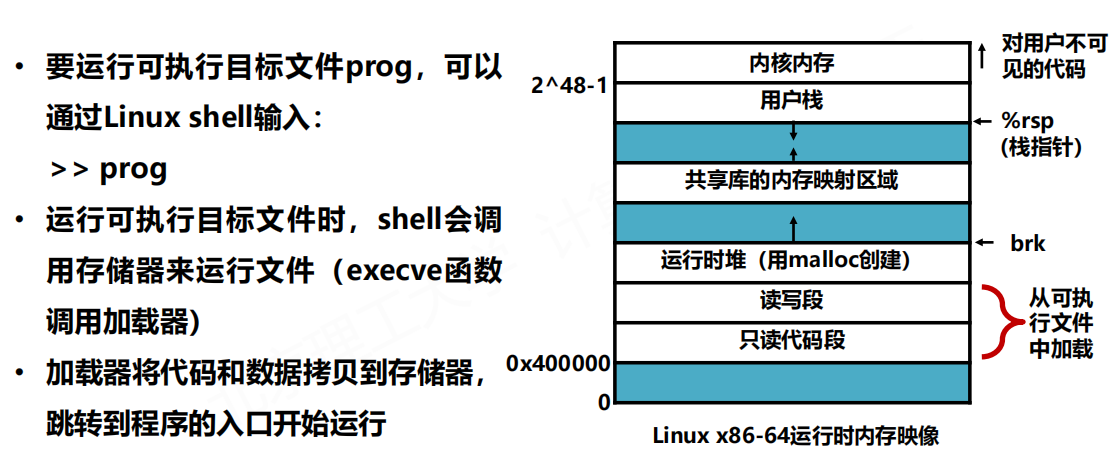 • 要运行可执行目标文件prog，可以
通过Linux shell输入：
>> prog
• 运行可执行目标文件时，shell会调
用存储器来运行文件（execve函数
调用加载器）
• 加载器将代码和数据拷贝到存储器，
跳转到程序的入口开始运行
对用户不可
见的代码
内核内存
2^48-1
用户栈
%rsp
(栈指针)
共享库的内存映射区域
brk
运行时堆（用malloc创建）
读写段
从可执
行文件
中加载
只读代码段
0x400000
0
Linux x86-64运行时内存映像